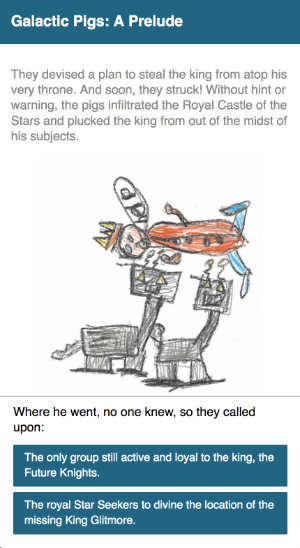 Galactic Pigs: A Prelude
They devised a plan to steal the king from atop his
very throne. And soon, they struck! Without hint or
warning, the pigs infiltrated the Royal Castle of the
Stars and plucked the king from out of the midst of
his subjects.
Where he went, no one knew, so they called
upon:
The only group still active and loyal to the king, the
Future Knights.
The royal Star Seekers to divine the location of the
missing King Glitmore.